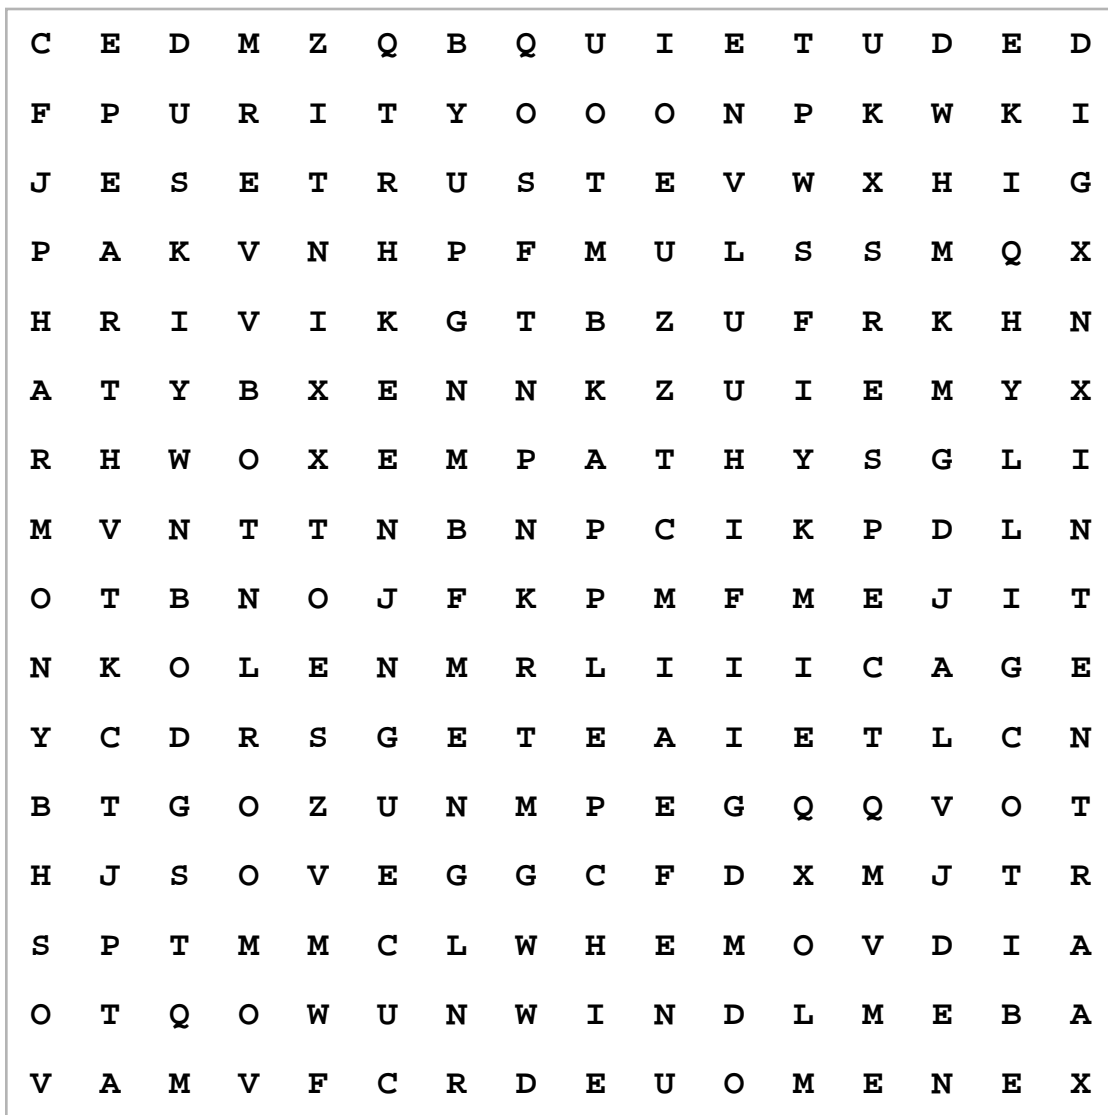 C E D M Z Q B Q U I E T U D E D
F P U R I T Y O O O N P K W K I
J E S E T R U S T E V W X H I G
P A K V N H P F M U L S S M Q X
H R I V I K G T B Z U F R K H N
A T Y B X E N N K Z U I E M Y X
R H W O X E M P A T H Y S G L I
M V N T T N B N P C I K P D L N
O T B N O J F K P M F M E J I T
N K O L E N M R L I I I C A G E
Y C D R S G E T E A I E T L C N
B T G O Z U N M P E G Q Q V O T
H J S O V E G G C F D X M J T R
S P T M M C L W H E M O V D I A
O T Q O W U N W I N D L M E B A
V A M V F C R D E U O M E N E X